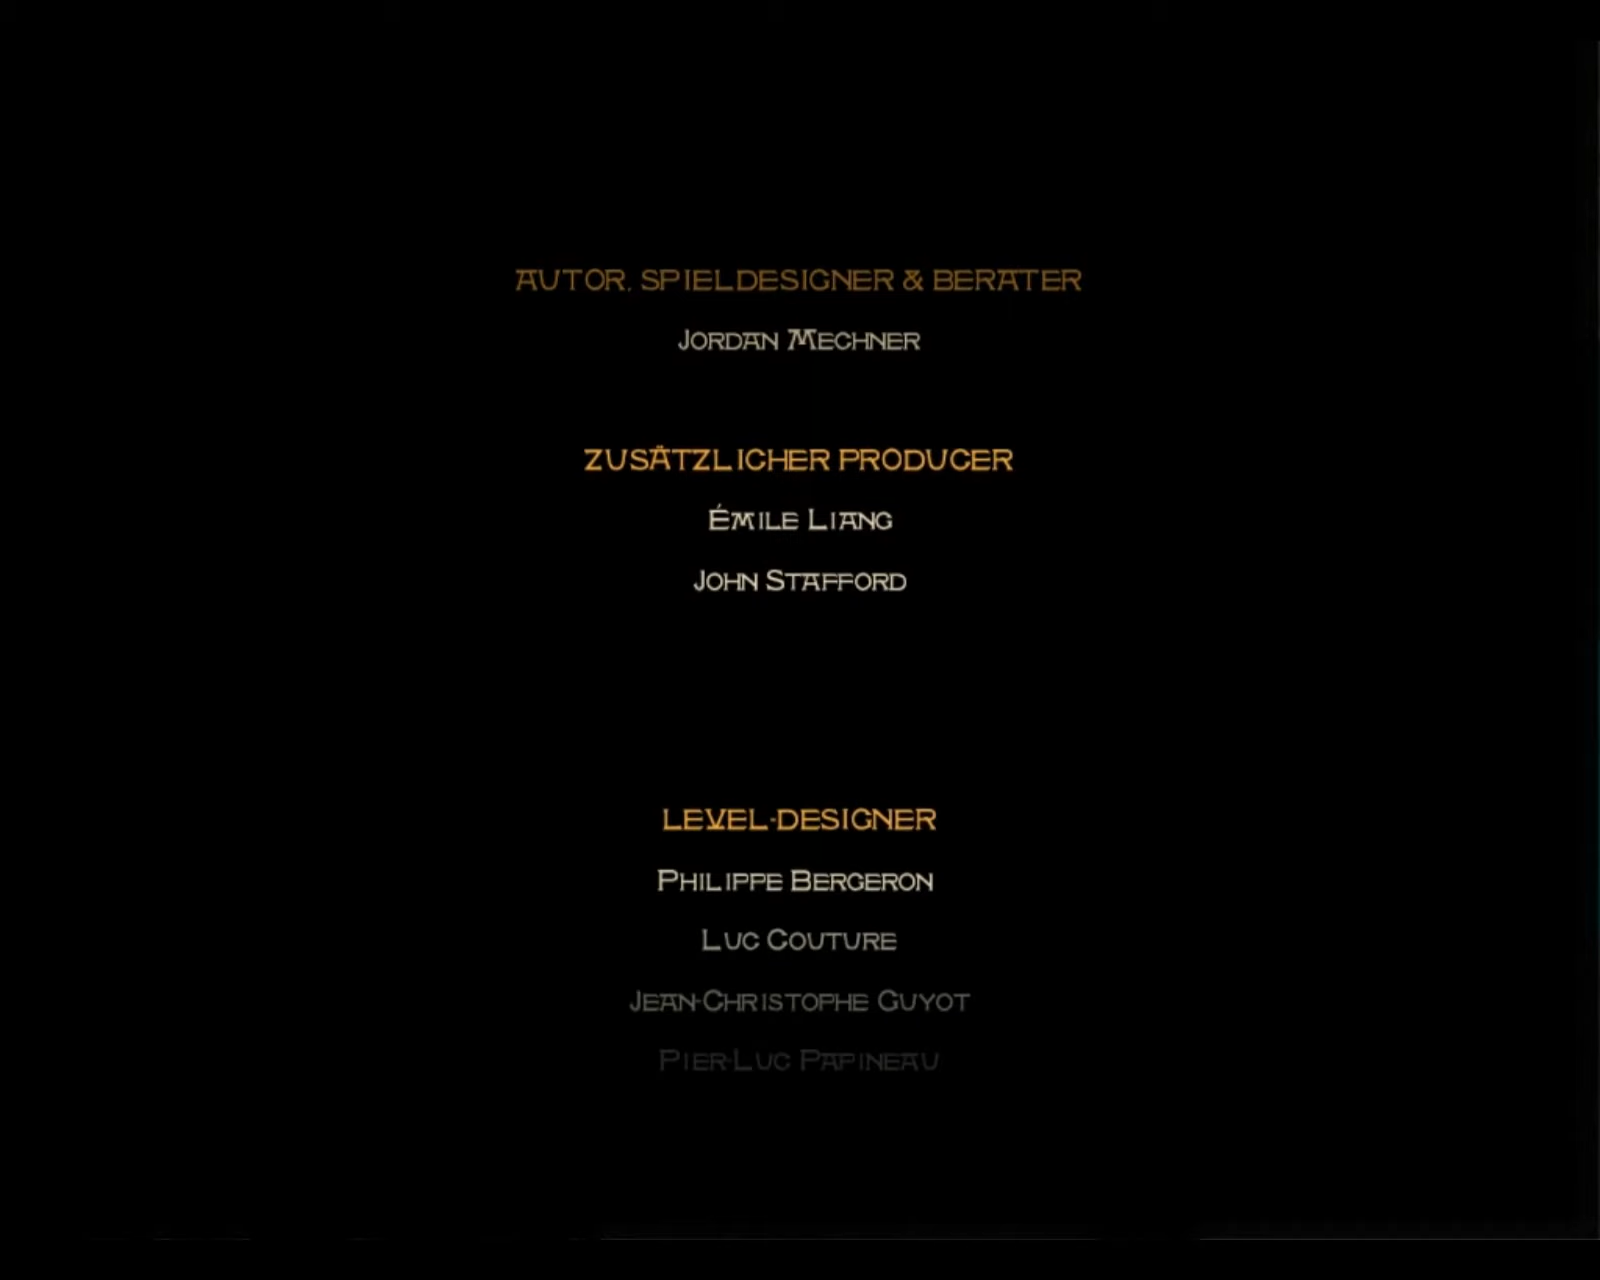 AUTOR, SPIELDESIGNER & BERATER
JORDAN MECHNER
ZUSÄTZLICHER PRODUCER
ÉMILE LIANG
JOHN STAFFORD
LEVEL-DESIGNER
PHILIPPE BERGERON
LUC COUTURE
JEAN-CHRISTOPHE GUYOT
PIER-LUC PAPINEAU